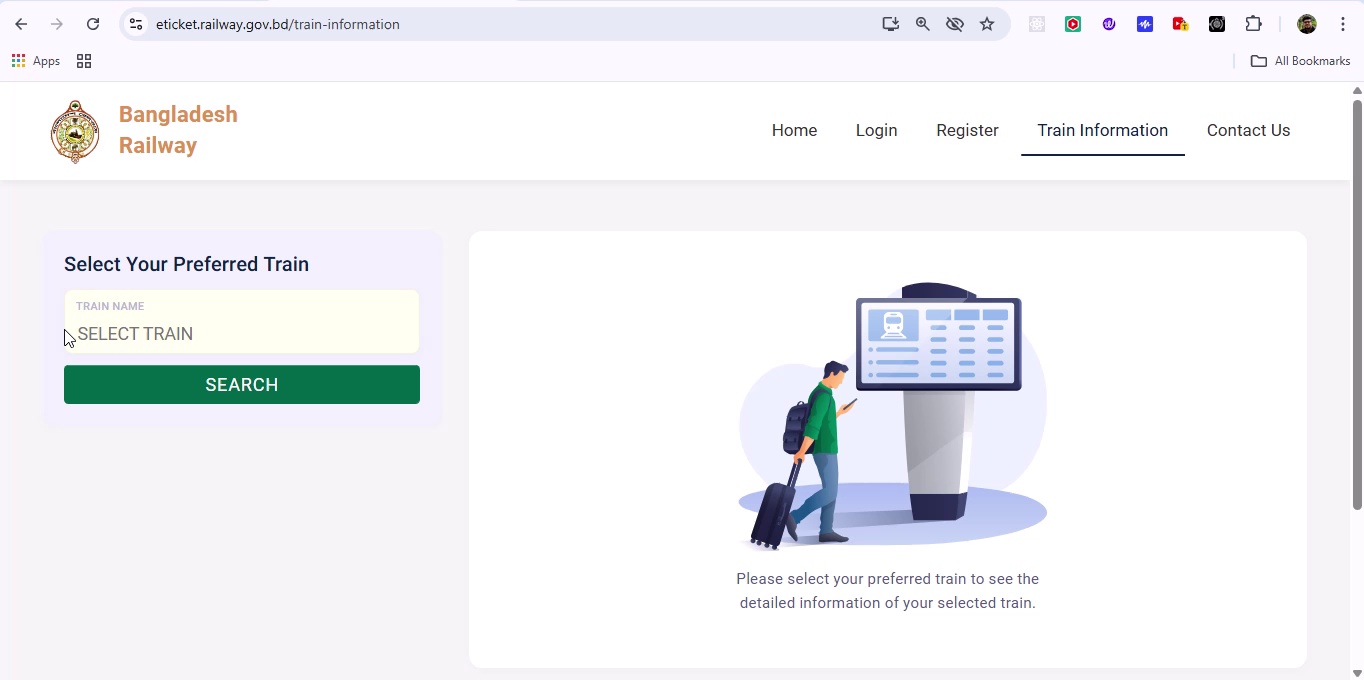 eticket.railway.gov.bd/train-information
Apps
All Bookmarks
Bangladesh
Railway
Home
Login
Register
Train Information
Contact Us
Select Your Preferred Train
TRAIN NAME
SELECT TRAIN
SEARCH
Please select your preferred train to see the
detailed information of your selected train.